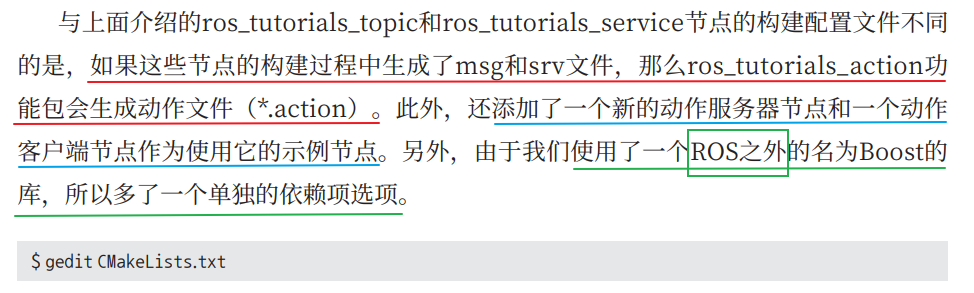 与上面介绍的ros_tutorials_topic和ros_tutorials_service节点的构建配置文件不同
的是，如果这些节点的构建过程中生成了msg和srv文件，那么ros_tutorials_action功
能包会生成动作文件（*.action）。此外，还添加了一个新的动作服务器节点和一个动作
客户端节点作为使用它的示例节点。另外，由于我们使用了一个ROS之外的名为Boost的
库，所以多了一个单独的依赖项选项。
$ gedit CMakeLists.txt